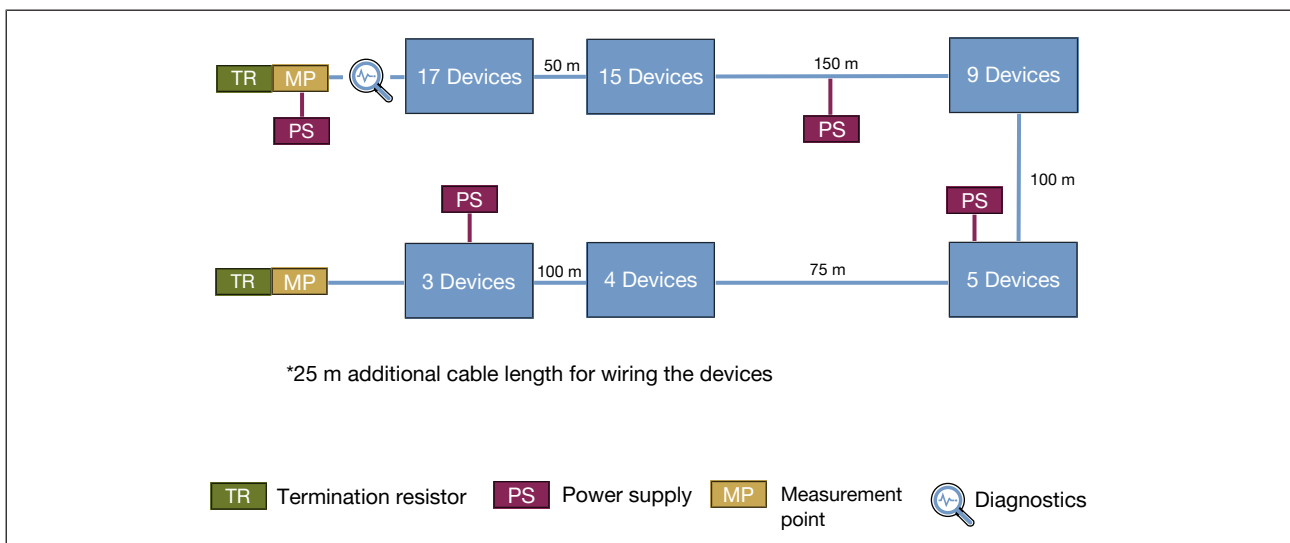 TR MP 17 Devices 50 m 15 Devices 150 m 9 Devices
PS PS
100 m
PS PS
TR MP 3 Devices 100 m 4 Devices 75 m 5 Devices
*25 m additional cable length for wiring the devices
TR Termination resistor PS Power supply MP Measurement point Diagnostics